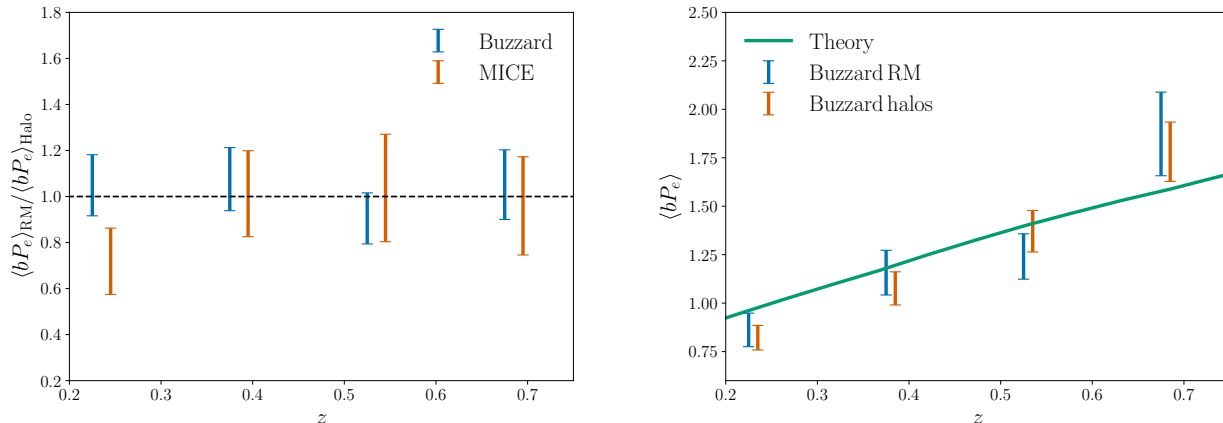 1.8
1.6
1.4
1.2
1.0
0.8
0.6
0.4
0.2
⟨bP_e⟩_RM/⟨bP_e⟩_Halo
Buzzard
MICE
0.2 0.3 0.4 0.5 0.6 0.7
z
2.50
2.25
2.00
1.75
1.50
1.25
1.00
0.75
⟨bP_e⟩
Theory
Buzzard RM
Buzzard halos
0.2 0.3 0.4 0.5 0.6 0.7
z